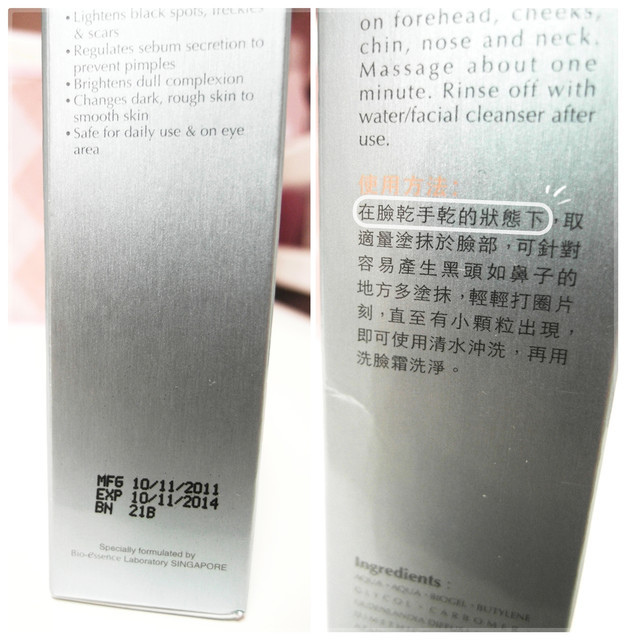 • Lightens black spots, freckles
& scars
• Regulates sebum secretion to
prevent pimples
• Brightens dull complexion
• Changes dark, rough skin to
smooth skin
• Safe for daily use & on eye
area
MFG 10/11/2011
EXP 10/11/2014
BN 21B
Specially formulated by
Bio-essence Laboratory SINGAPORE
on forehead, cheeks,
chin, nose and neck.
Massage about one
minute. Rinse off with
water/facial cleanser after
use.
使用方法：
在臉乾手乾的狀態下，取
適量塗抹於臉部，可針對
容易產生黑頭如鼻子的
地方多塗抹，輕輕打圈片
刻，直至有小顆粒出現，
即可使用清水沖洗，再用
洗臉霜洗淨。
Ingredients :
AQUA, AQUA, BIOGEL, BUTYLENE
GLYCOL, CARBOMER,